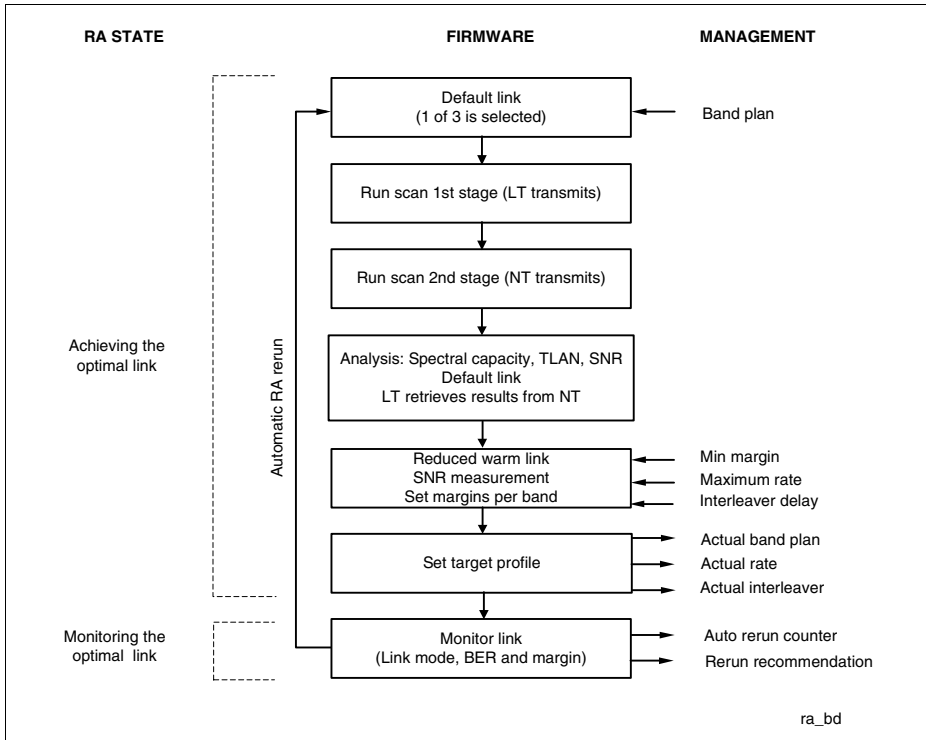 RA STATE
FIRMWARE
MANAGEMENT
Default link
(1 of 3 is selected)
Band plan
Run scan 1st stage (LT transmits)
Run scan 2nd stage (NT transmits)
Achieving the
optimal link
Automatic RA rerun
Analysis: Spectral capacity, TLAN, SNR
Default link
LT retrieves results from NT
Reduced warm link
SNR measurement
Set margins per band
Min margin
Maximum rate
Interleaver delay
Set target profile
Actual band plan
Actual rate
Actual interleaver
Monitoring the
optimal link
Monitor link
(Link mode, BER and margin)
Auto rerun counter
Rerun recommendation
ra_bd